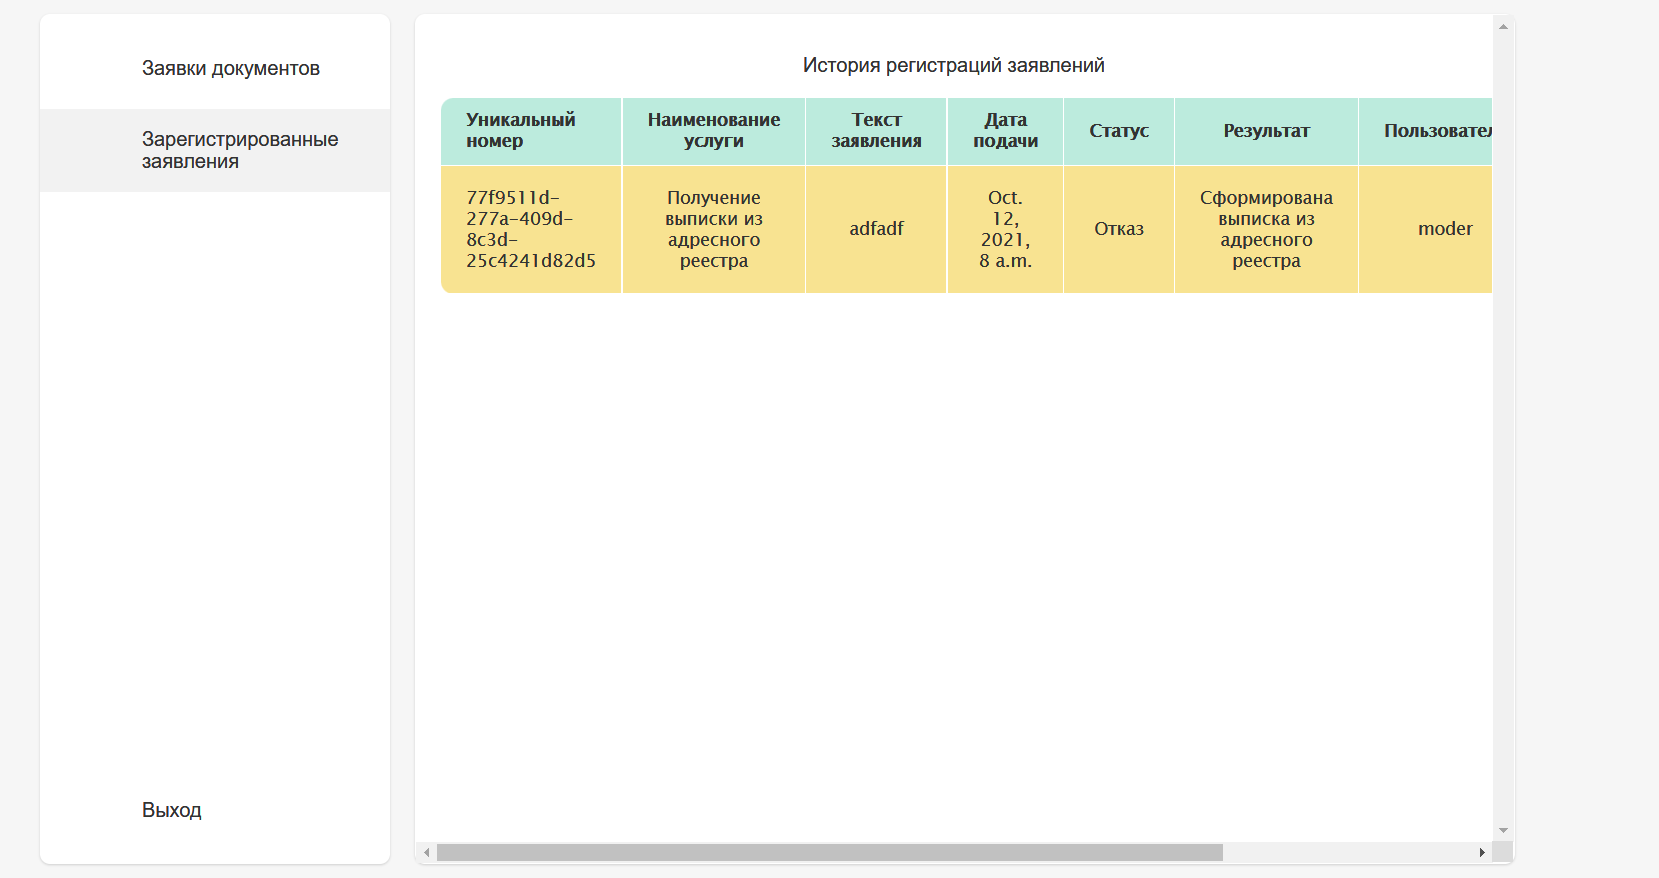 Заявки документов
Зарегистрированные
заявления
Выход
История регистраций заявлений
Уникальный
номер
Наименование
услуги
Текст
заявления
Дата
подачи
Статус
Результат
Пользовател
77f9511d-
277a-409d-
8c3d-
25c4241d82d5
Получение
выписки из
адресного
реестра
adfadf
Oct.
12,
2021,
8 a.m.
Отказ
Сформирована
выписка из
адресного
реестра
moder